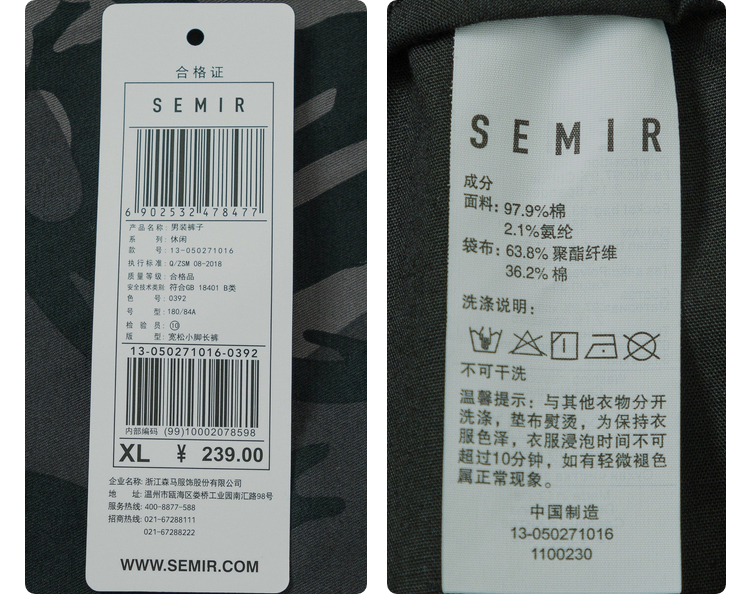 合格证
SEMIR
6 902532 478477
产品名称: 男装裤子
系 列: 休闲
款 号: 13-050271016
执行标准: Q/ZSM 08-2018
质量等级: 合格品
安全技术类别: 符合GB 18401 B类
色 号: 0392
号 型: 180/84A
检 验 员: ⑩
版 型: 宽松小脚长裤
13-050271016-0392
内部编码 (99)10002078598
XL ¥ 239.00
企业名称: 浙江森马服饰股份有限公司
地 址: 温州市瓯海区娄桥工业园南汇路98号
服务热线: 400-8877-588
招商热线: 021-67288111
021-67288222
WWW.SEMIR.COM
SEMIR
成分
面料: 97.9%棉
2.1%氨纶
袋布: 63.8% 聚酯纤维
36.2% 棉
洗涤说明:
不可干洗
温馨提示: 与其他衣物分开
洗涤, 垫布熨烫, 为保持衣
服色泽, 衣服浸泡时间不可
超过10分钟, 如有轻微褪色
属正常现象。
中国制造
13-050271016
1100230